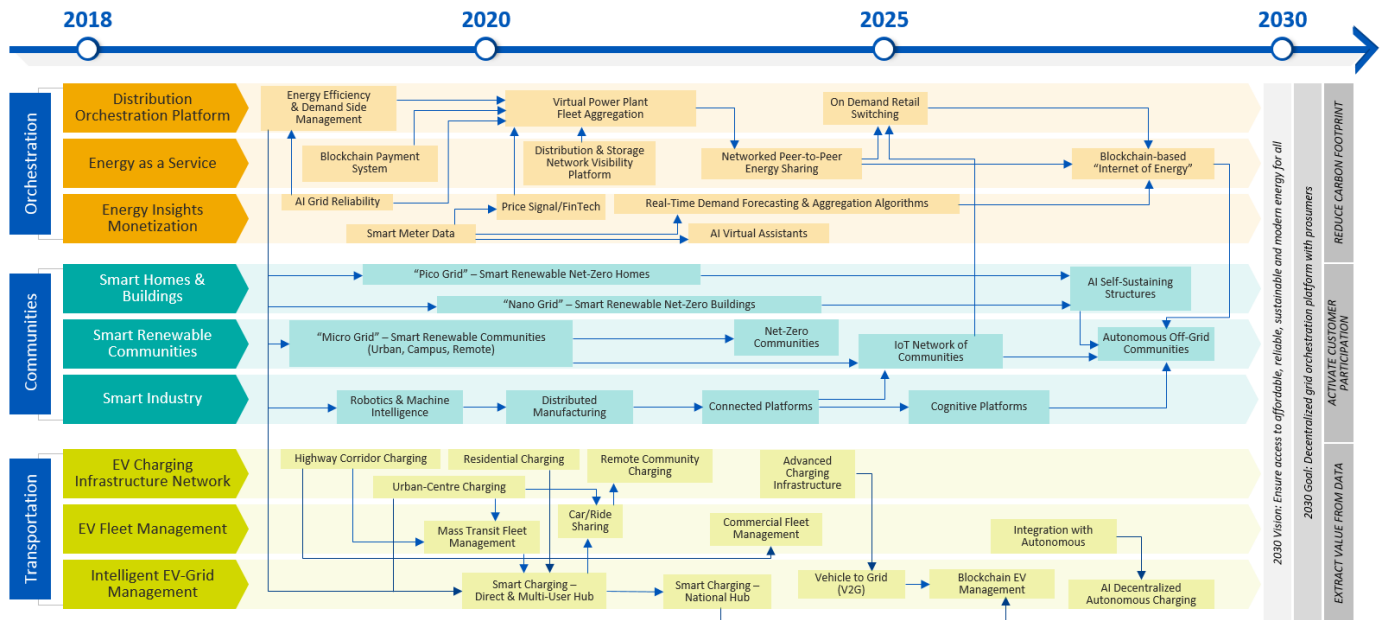 2018
2020
2025
2030
Orchestration
Distribution
Orchestration Platform
Energy Efficiency
& Demand Side
Management
Virtual Power Plant
Fleet Aggregation
On Demand Retail
Switching
Energy as a Service
Blockchain Payment
System
Distribution & Storage
Network Visibility
Platform
Networked Peer-to-Peer
Energy Sharing
Blockchain-based
“Internet of Energy”
Energy Insights
Monetization
AI Grid Reliability
Price Signal/FinTech
Real-Time Demand Forecasting & Aggregation Algorithms
Smart Meter Data
AI Virtual Assistants
Communities
Smart Homes &
Buildings
“Pico Grid” – Smart Renewable Net-Zero Homes
“Nano Grid” – Smart Renewable Net-Zero Buildings
AI Self-Sustaining
Structures
Smart Renewable
Communities
“Micro Grid” – Smart Renewable Communities
(Urban, Campus, Remote)
Net-Zero
Communities
IoT Network of
Communities
Autonomous Off-Grid
Communities
Smart Industry
Robotics & Machine
Intelligence
Distributed
Manufacturing
Connected Platforms
Cognitive Platforms
Transportation
EV Charging
Infrastructure Network
Highway Corridor Charging
Residential Charging
Remote Community
Charging
Advanced
Charging
Infrastructure
Urban-Centre Charging
EV Fleet Management
Mass Transit Fleet
Management
Car/Ride
Sharing
Commercial Fleet
Management
Integration with
Autonomous
Intelligent EV-Grid
Management
Smart Charging –
Direct & Multi-User Hub
Smart Charging –
National Hub
Vehicle to Grid
(V2G)
Blockchain EV
Management
AI Decentralized
Autonomous Charging
2030 Vision: Ensure access to affordable, reliable, sustainable and modern energy for all
2030 Goal: Decentralized grid orchestration platform with prosumers
REDUCE CARBON FOOTPRINT
ACTIVATE CUSTOMER
PARTICIPATION
EXTRACT VALUE FROM DATA